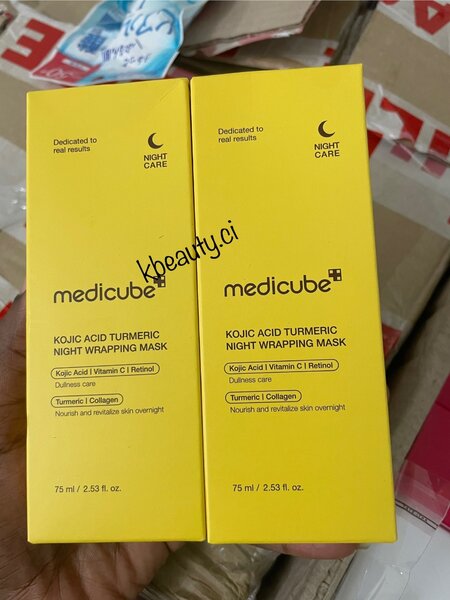 Dedicated to
real results
NIGHT
CARE
medicube
KOJIC ACID TURMERIC
NIGHT WRAPPING MASK
Kojic Acid | Vitamin C | Retinol
Dullness care
Turmeric | Collagen
Nourish and revitalize skin overnight
75 ml / 2.53 fl. oz.
Dedicated to
real results
NIGHT
CARE
medicube
KOJIC ACID TURMERIC
NIGHT WRAPPING MASK
Kojic Acid | Vitamin C | Retinol
Dullness care
Turmeric | Collagen
Nourish and revitalize skin overnight
75 ml / 2.53 fl. oz.
kbeauty.ci